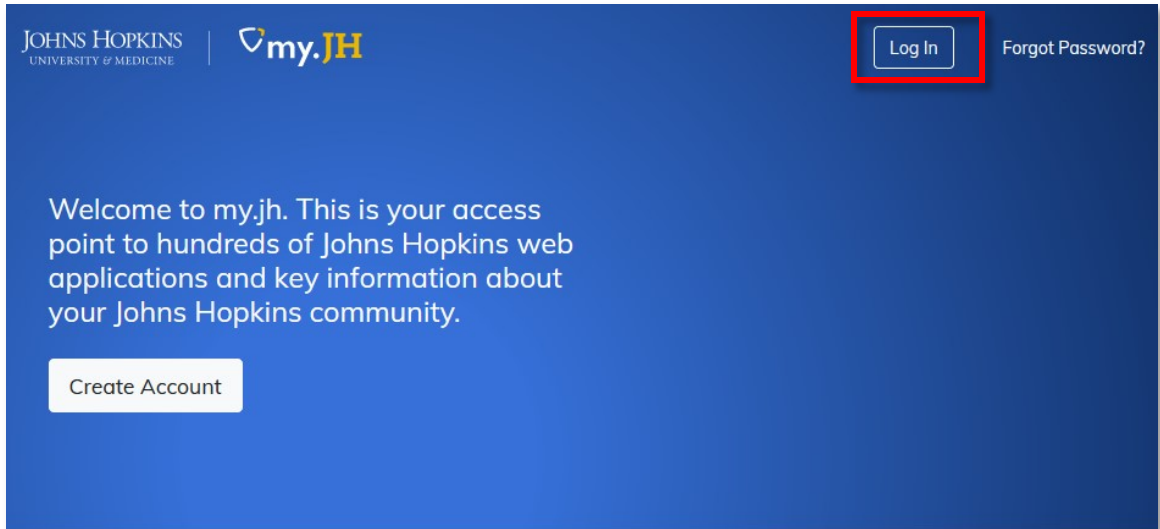 JOHNS HOPKINS
UNIVERSITY & MEDICINE
my.JH
Log In
Forgot Password?
Welcome to my.jh. This is your access
point to hundreds of Johns Hopkins web
applications and key information about
your Johns Hopkins community.
Create Account